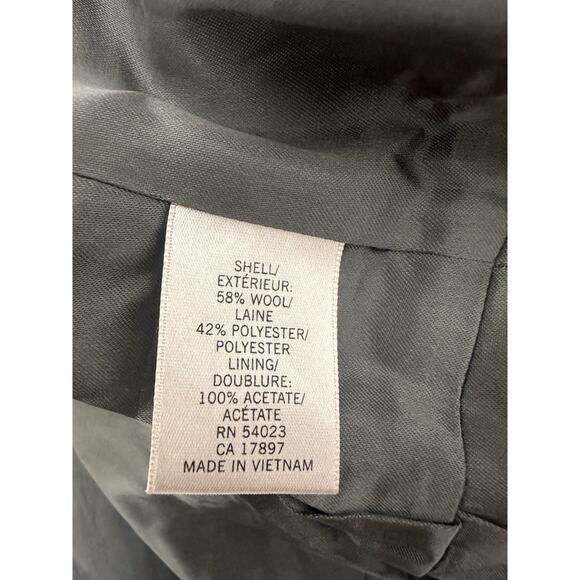 SHELL/
EXTÉRIEUR:
58% WOOL/
LAINE
42% POLYESTER/
POLYESTER
LINING/
DOUBLURE:
100% ACETATE/
ACÉTATE
RN 54023
CA 17897
MADE IN VIETNAM